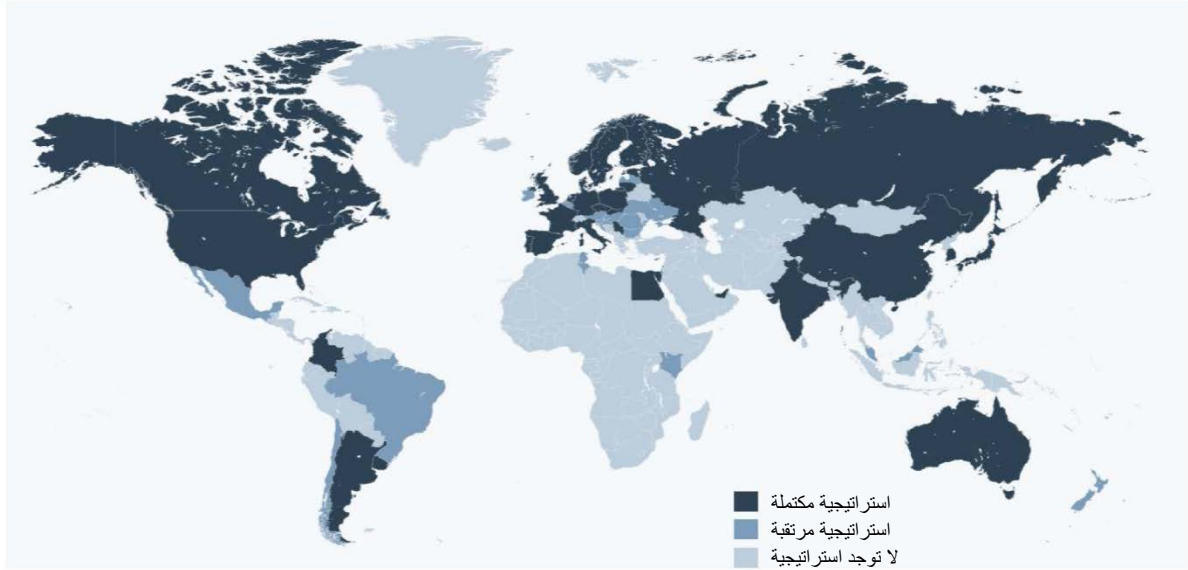 استراتيجية مكتملة
استراتيجية مرتقبة
لا توجد استراتيجية